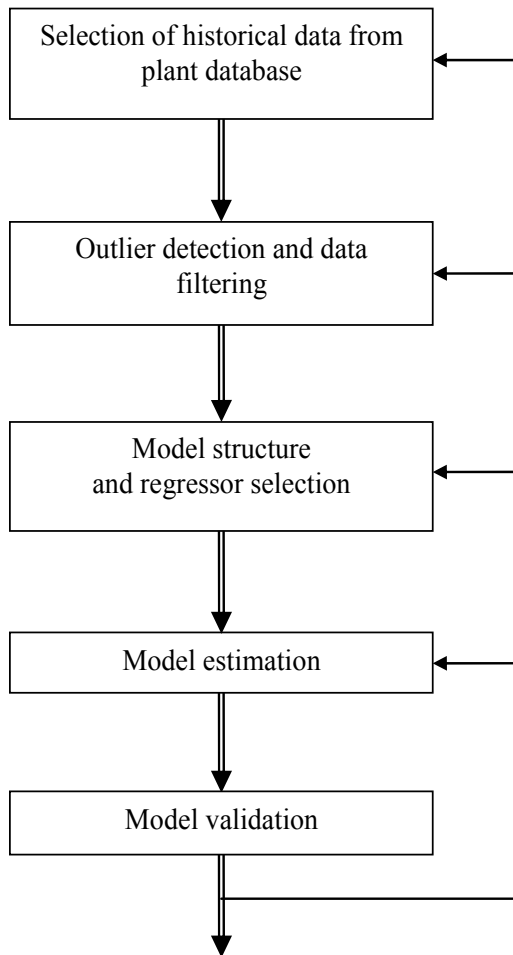 Selection of historical data from
plant database
Outlier detection and data
filtering
Model structure
and regressor selection
Model estimation
Model validation